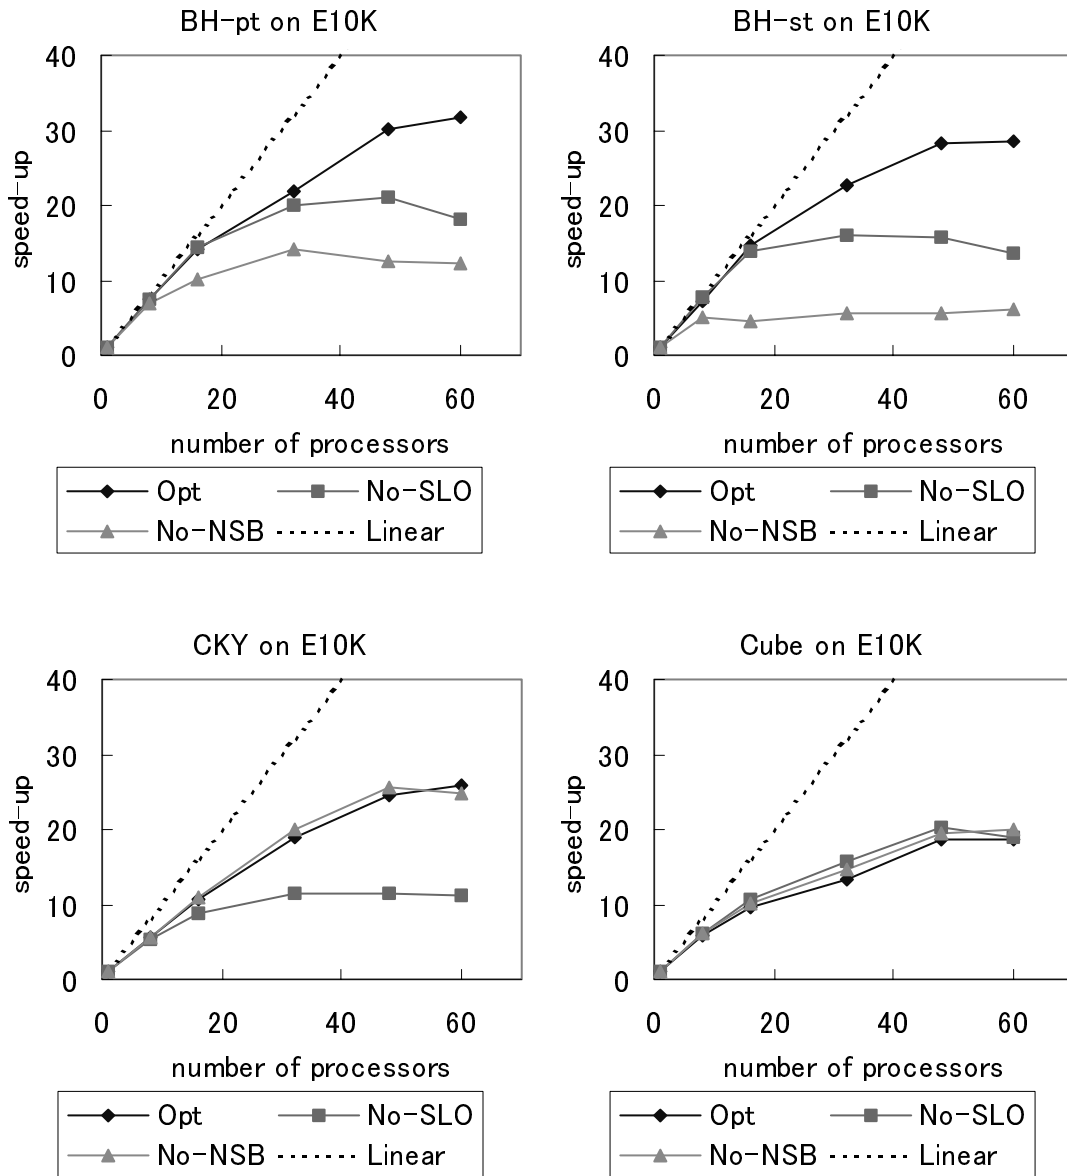 BH-pt on E10K
40
30
20
10
0
speed-up
0 20 40 60
number of processors
Opt No-SLO
No-NSB Linear
BH-st on E10K
40
30
20
10
0
speed-up
0 20 40 60
number of processors
Opt No-SLO
No-NSB Linear
CKY on E10K
40
30
20
10
0
speed-up
0 20 40 60
number of processors
Opt No-SLO
No-NSB Linear
Cube on E10K
40
30
20
10
0
speed-up
0 20 40 60
number of processors
Opt No-SLO
No-NSB Linear